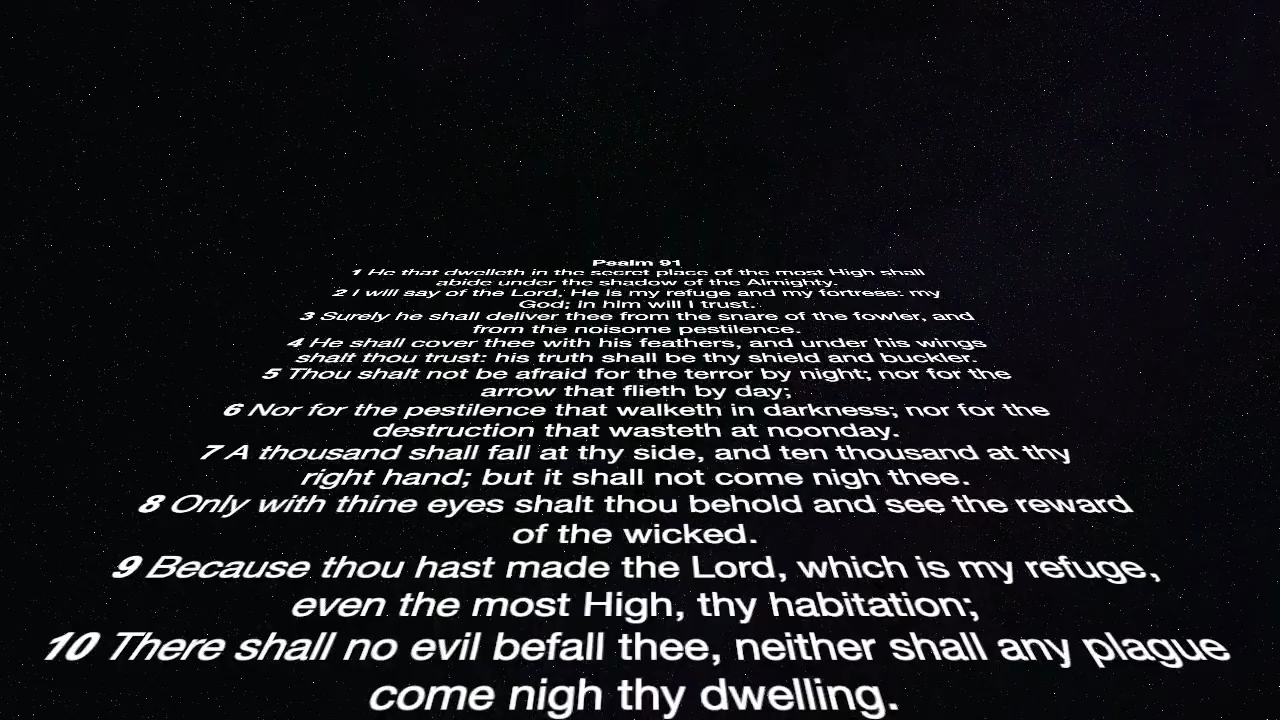 Psalm 91
1 He that dwelleth in the secret place of the most High shall
abide under the shadow of the Almighty.
2 I will say of the Lord, He is my refuge and my fortress: my
God; in him will I trust.
3 Surely he shall deliver thee from the snare of the fowler, and
from the noisome pestilence.
4 He shall cover thee with his feathers, and under his wings
shalt thou trust: his truth shall be thy shield and buckler.
5 Thou shalt not be afraid for the terror by night; nor for the
arrow that flieth by day;
6 Nor for the pestilence that walketh in darkness; nor for the
destruction that wasteth at noonday.
7 A thousand shall fall at thy side, and ten thousand at thy
right hand; but it shall not come nigh thee.
8 Only with thine eyes shalt thou behold and see the reward
of the wicked.
9 Because thou hast made the Lord, which is my refuge,
even the most High, thy habitation;
10 There shall no evil befall thee, neither shall any plague
come nigh thy dwelling.